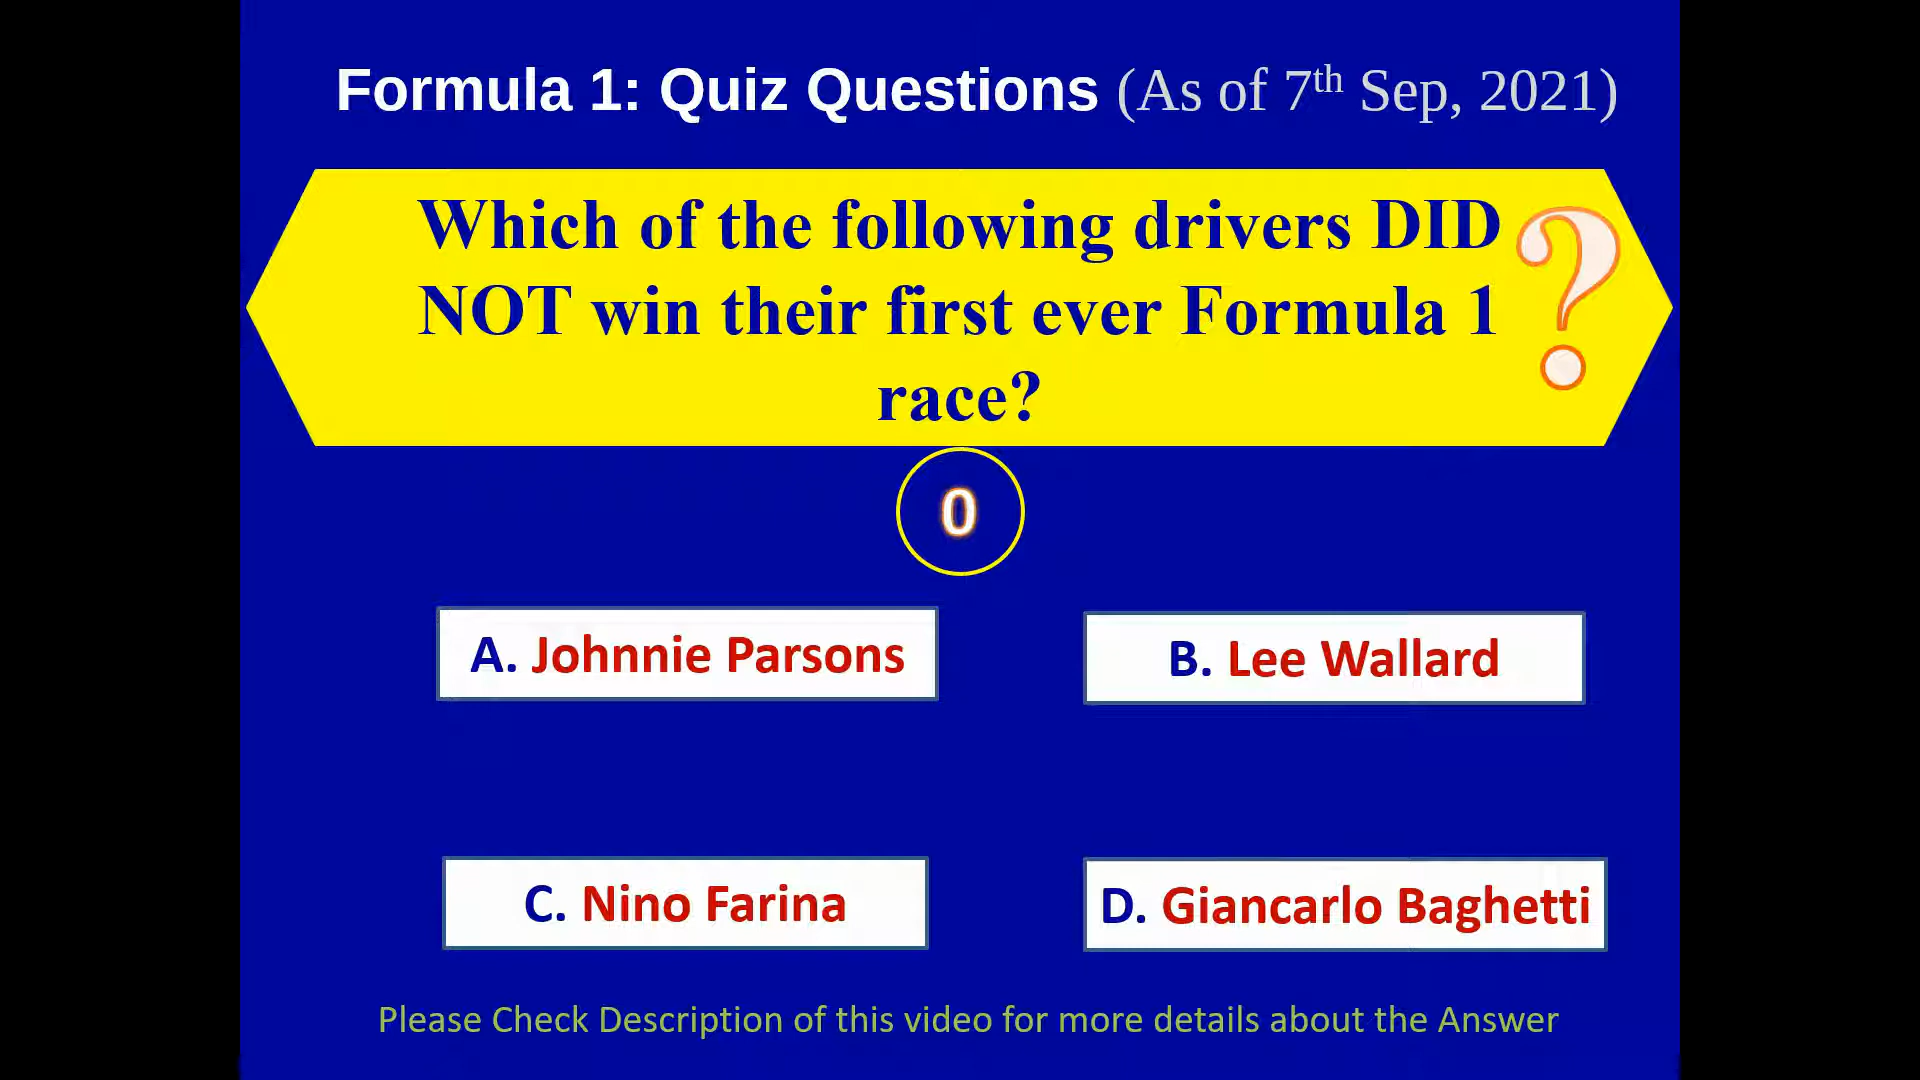 Formula 1: Quiz Questions (As of 7th Sep, 2021)
Which of the following drivers DID
NOT win their first ever Formula 1
race?
?
0
A. Johnnie Parsons
B. Lee Wallard
C. Nino Farina
D. Giancarlo Baghetti
Please Check Description of this video for more details about the Answer